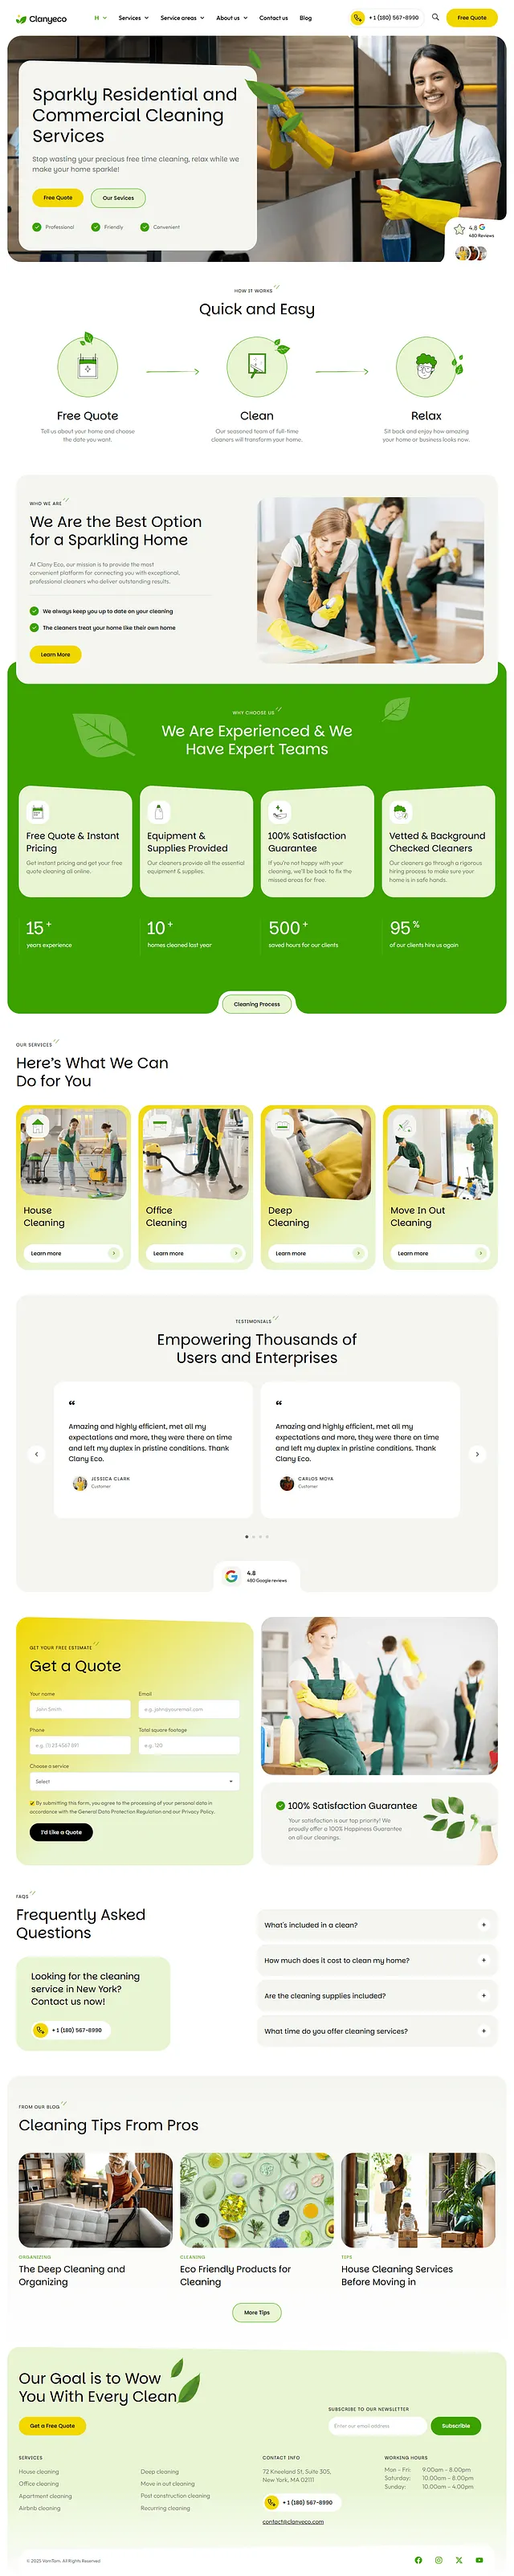 Clanyeco
H
Services
Service areas
About us
Contact us
Blog
+ 1 (180) 567-8990
Free Quote
Sparkly Residential and
Commercial Cleaning
Services
Stop wasting your precious free time cleaning, relax while we
make your home sparkle!
Free Quote
Our Sevices
Professional
Friendly
Convenient
4.8
460 Reviews
HOW IT WORKS
Quick and Easy
Free Quote
Tell us about your home and choose
the date you want.
Clean
Our seasoned team of full-time
cleaners will transform your home.
Relax
Sit back and enjoy how amazing
your home or business looks now.
WHO WE ARE
We Are the Best Option
for a Sparkling Home
At Clany Eco, our mission is to provide the most
convenient platform for connecting you with exceptional,
professional cleaners who deliver outstanding results.
We always keep you up to date on your cleaning
The cleaners treat your home like their own home
Learn More
WHY CHOOSE US
We Are Experienced & We
Have Expert Teams
Free Quote & Instant
Pricing
Get instant pricing and get your free
quote cleaning all online.
Equipment &
Supplies Provided
Our cleaners provide all the essential
equipment & supplies.
100% Satisfaction
Guarantee
If you're not happy with your
cleaning, we'll be back to fix the
missed areas for free.
Vetted & Background
Checked Cleaners
Our cleaners go through a rigorous
hiring process to make sure your
home is in safe hands.
15 +
years experience
10 +
homes cleaned last year
500 +
saved hours for our clients
95 %
of our clients hire us again
Cleaning Process
OUR SERVICES
Here's What We Can
Do for You
House
Cleaning
Learn more
Office
Cleaning
Learn more
Deep
Cleaning
Learn more
Move In Out
Cleaning
Learn more
TESTIMONIALS
Empowering Thousands of
Users and Enterprises
“
Amazing and highly efficient, met all my
expectations and more, they were there on time
and left my duplex in pristine conditions. Thank
Clany Eco.
JESSICA CLARK
Customer
“
Amazing and highly efficient, met all my
expectations and more, they were there on time
and left my duplex in pristine conditions. Thank
Clany Eco.
CARLOS MOYA
Customer
4.8
460 Google reviews
GET YOUR FREE ESTIMATE
Get a Quote
Your name
Email
John Smith
e.g. john@youremail.com
Phone
Total square footage
e.g. 120
Choose a service
Select
By submitting this form, you agree to the processing of your personal data in
accordance with the General Data Protection Regulation and our Privacy Policy.
I'd Like a Quote
100% Satisfaction Guarantee
Your satisfaction is our top priority! We
proudly offer a 100% Happiness Guarantee
on all our cleanings.
FAQS
Frequently Asked
Questions
Looking for the cleaning
service in New York?
Contact us now!
+ 1 (180) 567-8990
What's included in a clean?
How much does it cost to clean my home?
Are the cleaning supplies included?
What time do you offer cleaning services?
FROM OUR BLOG
Cleaning Tips From Pros
ORGANIZING
The Deep Cleaning and
Organizing
CLEANING
Eco Friendly Products for
Cleaning
TIPS
House Cleaning Services
Before Moving in
More Tips
Our Goal is to Wow
You With Every Clean
Get a Free Quote
SUBSCRIBE TO OUR NEWSLETTER
Enter our email address
Subscrible
SERVICES
House cleaning
Office cleaning
Apartment cleaning
Airbnb cleaning
Deep cleaning
Move in out cleaning
Post construction cleaning
Recurring cleaning
CONTACT INFO
72 Kneeland St, Suite 305,
New York, MA 02111
+ 1 (180) 567-8990
contact@clanyeco.com
WORKING HOURS
Mon - Fri: 9.00am - 8.00pm
Saturday: 10.00am - 8.00pm
Sunday: 10.00am - 4.00pm
© 2025 VamTam. All Rights Reserved